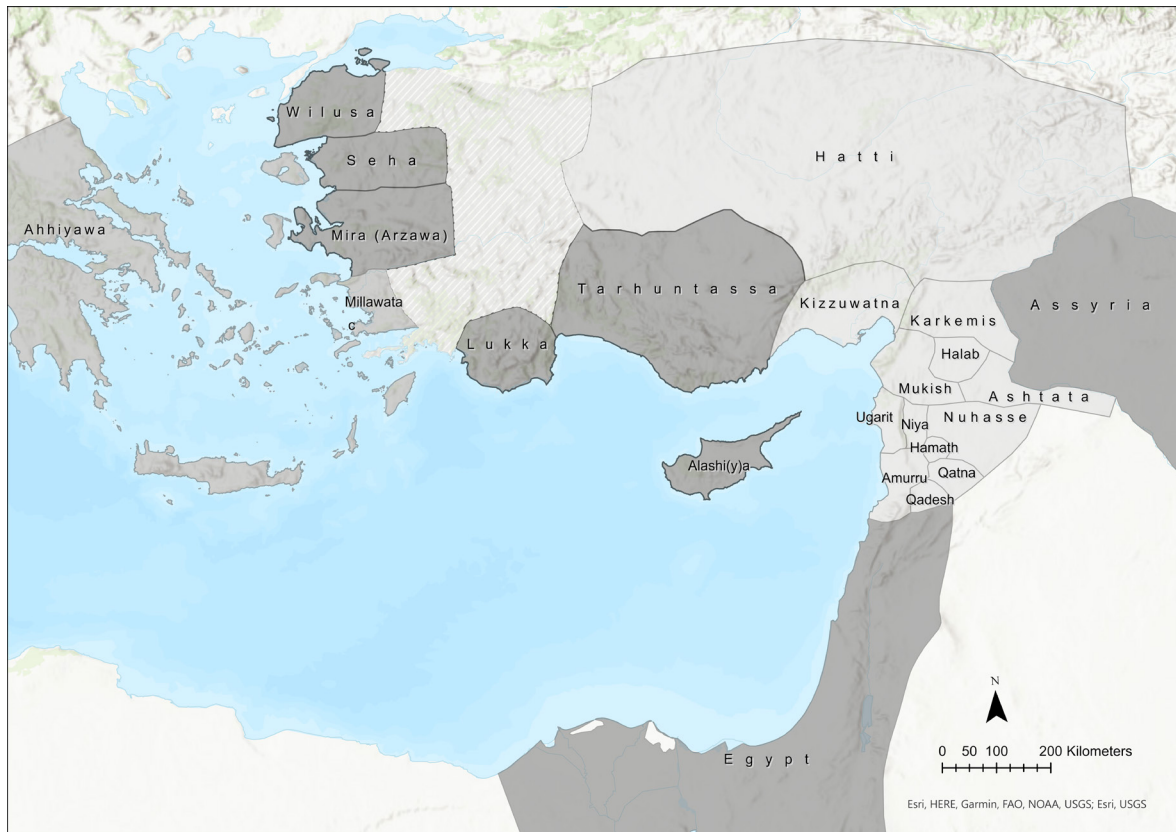 Wilusa
Hatti
Seha
Ahhiyawa
Mira (Arzawa)
Tarhuntassa
Millawata
c
Kizzuwatna
Assyria
Karkemis
Lukka
Halab
Mukish
Ashtata
Ugarit
Niya
Nuhasse
Hamath
Alashi(y)a
Amurru
Qatna
Qadesh
N
0 50 100 200 Kilometers
Egypt
Esri, HERE, Garmin, FAO, NOAA, USGS; Esri, USGS